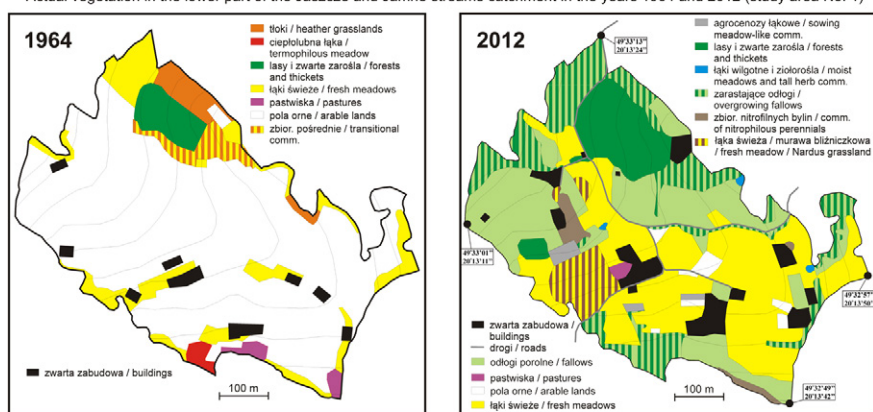 1964
tłoki / heather grasslands
ciepłolubna łąka /
termophilous meadow
lasy i zwarte zarośla / forests
and thickets
łąki świeże / fresh meadows
pastwiska / pastures
pola orne / arable lands
zbior. pośrednie / transitional
comm.
zwarta zabudowa / buildings
100 m
2012
49°33'13"
20°13'24"
agrocenozy łąkowe / sowing
meadow-like comm.
lasy i zwarte zarośla / forests
and thickets
łąki wilgotne i ziołorośla / moist
meadows and tall herb comm.
zarastające odłogi /
overgrowing fallows
zbior. nitrofilnych bylin / comm.
of nitrophilous perennials
łąka świeża / murawa bliźniczkowa
/ fresh meadow / Nardus grassland
49°33'01"
20°13'11"
49°32'57"
20°13'50"
zwarta zabudowa /
buildings
drogi / roads
odłogi porolne / fallows
pastwiska / pastures
pola orne / arable lands
łąki świeże / fresh meadows
100 m
49°32'49"
20°13'42"